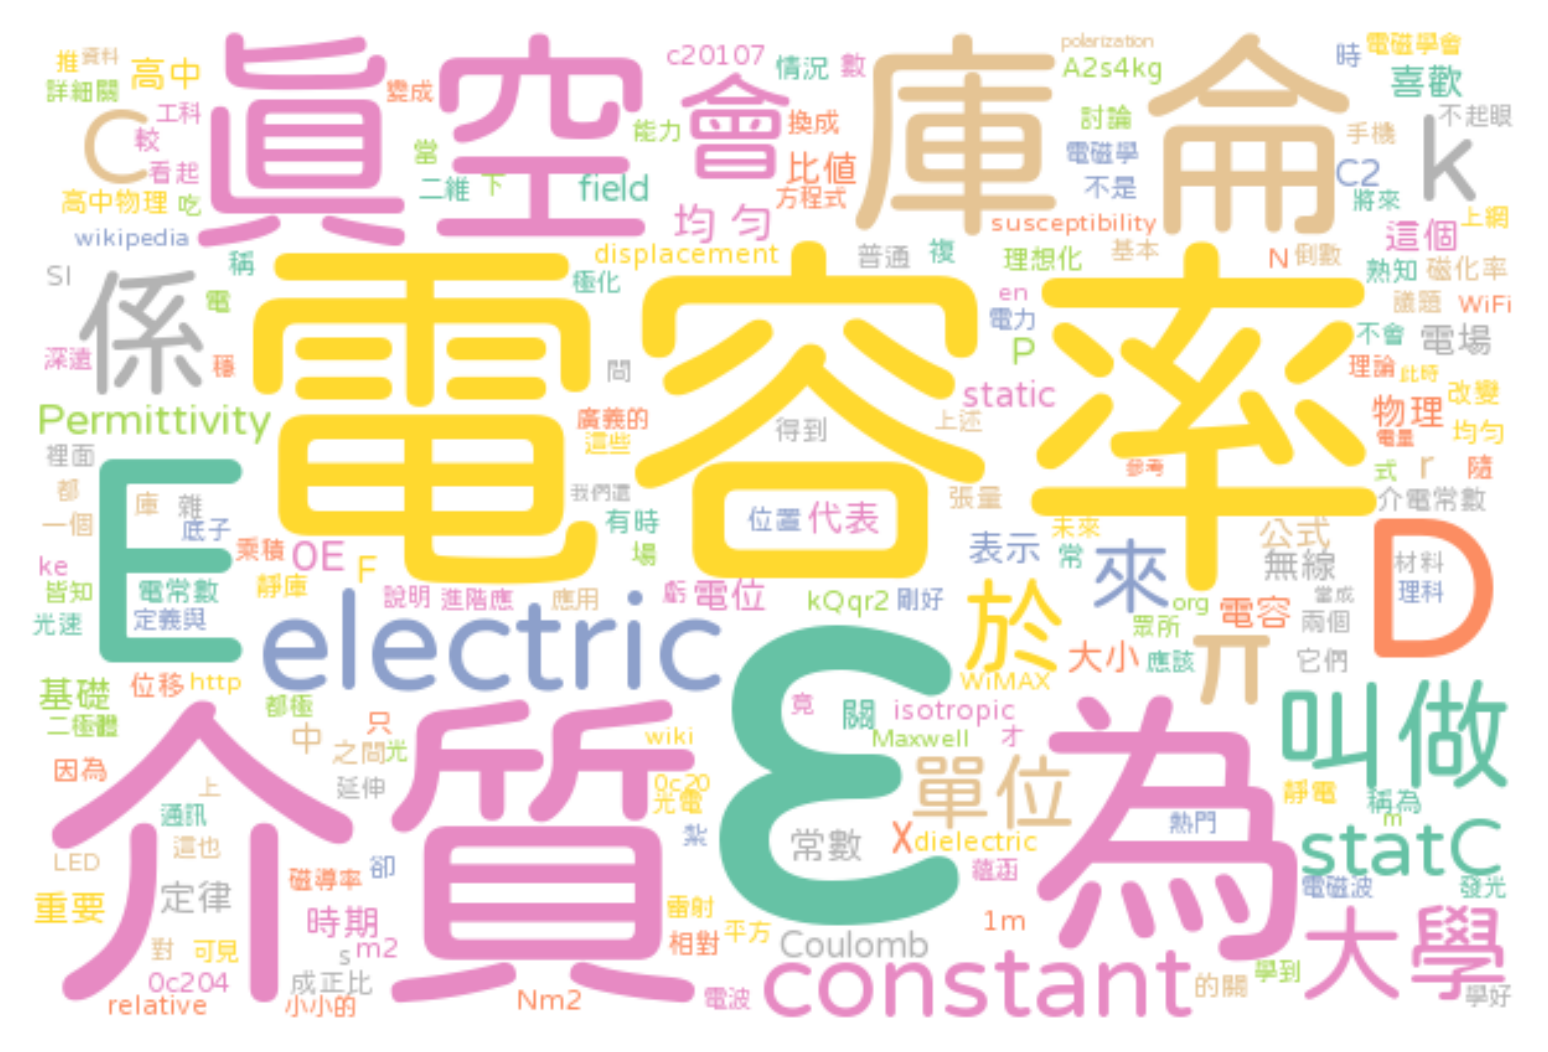 推 資料 高中 眞空 c20107 情況 數 庫侖 polarization 時 電磁學會
詳細關 變成 會 A2s4kg 喜歡
C 工科 較 能力 換成 討論 k 不起眼
看起 當 比值 電磁學 手機
高中物理 吃 二維 下 field 方程式 不是 C2 將來
wikipedia 均勻 susceptibility 這個 上網
SI 稱 displacement 普通 複 理想化 基本 N 倒數 熟知 磁化率
係 電 極化 電容率 en 議題 WiFi
電力 不會 電場
深遠 穩 間 P 理論 此時
Permittivity 廣義的 得到 static 上述 物理 改變
裡面 這些 電量 均勻
都 庫 雜 我們還 參考 式 r 隨
一個 底子 有時 位置 代表 張量 介電常數
E 乘積 0E F 場 表示 未來 常 公式 無線 D 材料
ke 皆知 電常數 靜庫 說明 進階應 應用 虧 電位 kQqr2 剛好 於 來 org 當成 理科
光速 定義與 electric 眾所 電容 兩個
基礎 位移 http ε WiMAX 大小 應該 π 它們
二極體 都極 只 竟 關 isotropic 叫做
介質 中 之間 光 wiki Maxwell 才 為
因為 上 延伸 0c20 光電 單位 靜電 稱為
通訊 紮 常數 x dielectric 熱門 m statC
LED 這也 磁導率 卻 蘊涵 電磁波 發光
重要 定律 時期 雷射 1m 大學
對 可見 s m2 相對 平方 Coulomb
0c204 成正比 電波 constant 的關 學到
relative 小小的 Nm2 學好